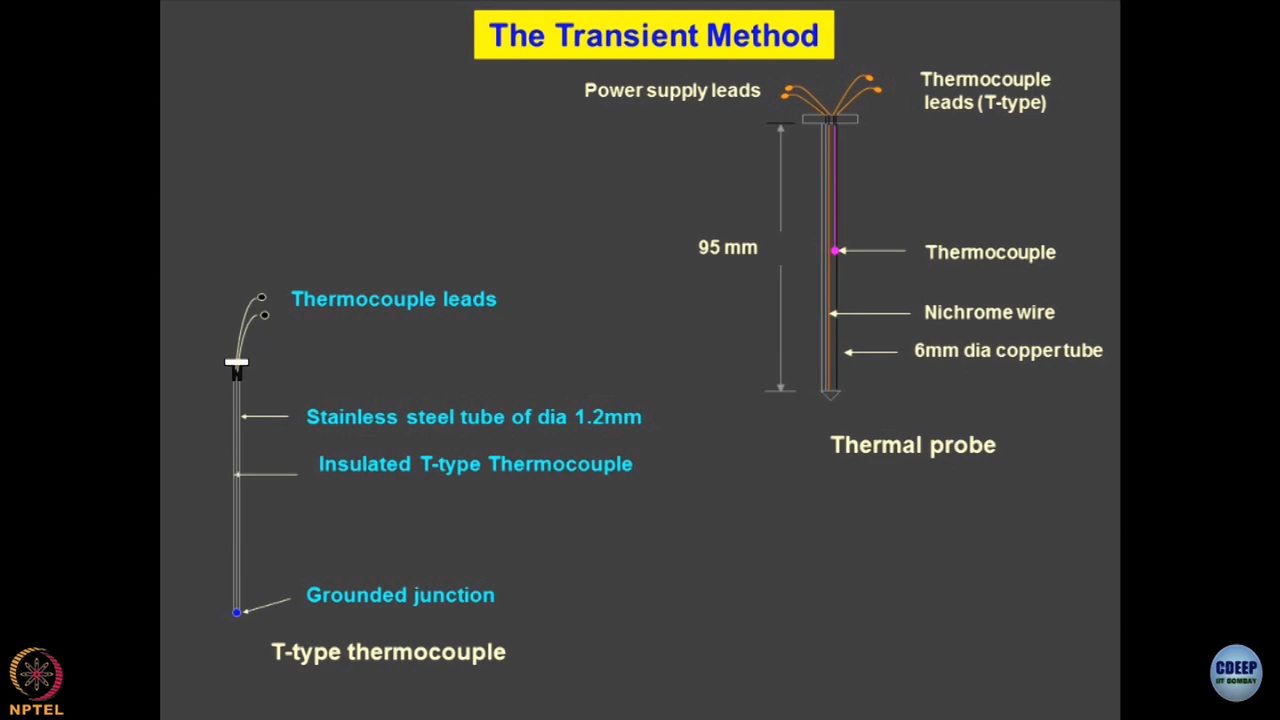 The Transient Method
Power supply leads
Thermocouple
leads (T-type)
95 mm
Thermocouple
Nichrome wire
6mm dia copper tube
Thermal probe
Thermocouple leads
Stainless steel tube of dia 1.2mm
Insulated T-type Thermocouple
Grounded junction
T-type thermocouple
NPTEL
CDEEP
IIT BOMBAY